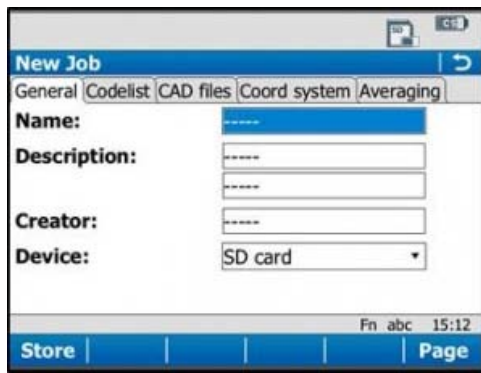 New Job
General Codelist CAD files Coord system Averaging
Name: -----
Description: -----
-----
Creator: -----
Device: SD card
Fn abc 15:12
Store Page